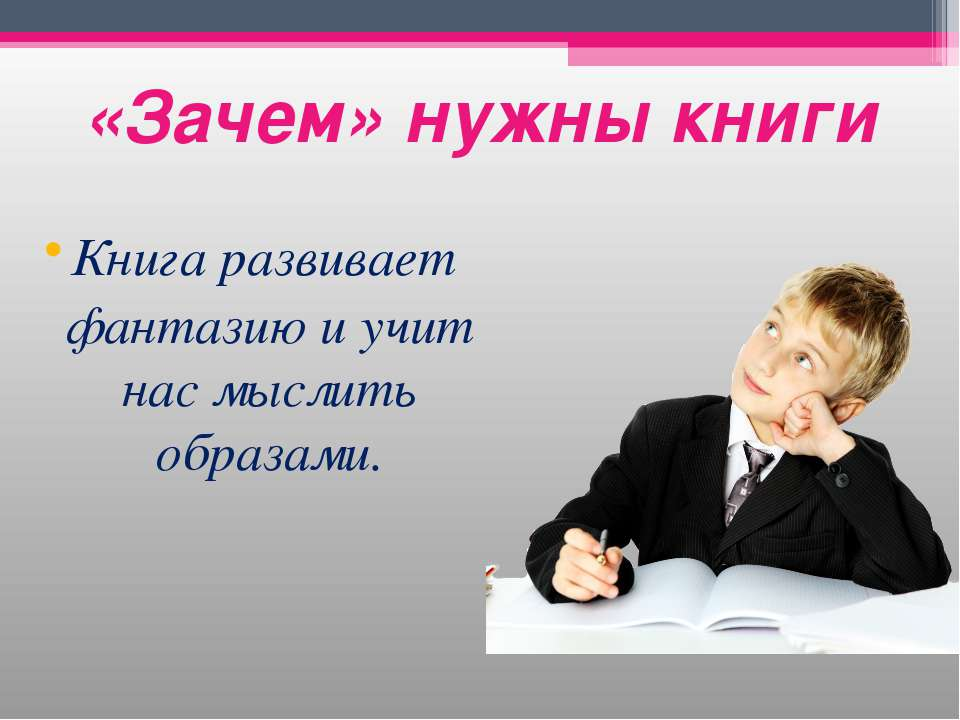 «Зачем» нужны книги
• Книга развивает
фантазию и учит
нас мыслить
образами.